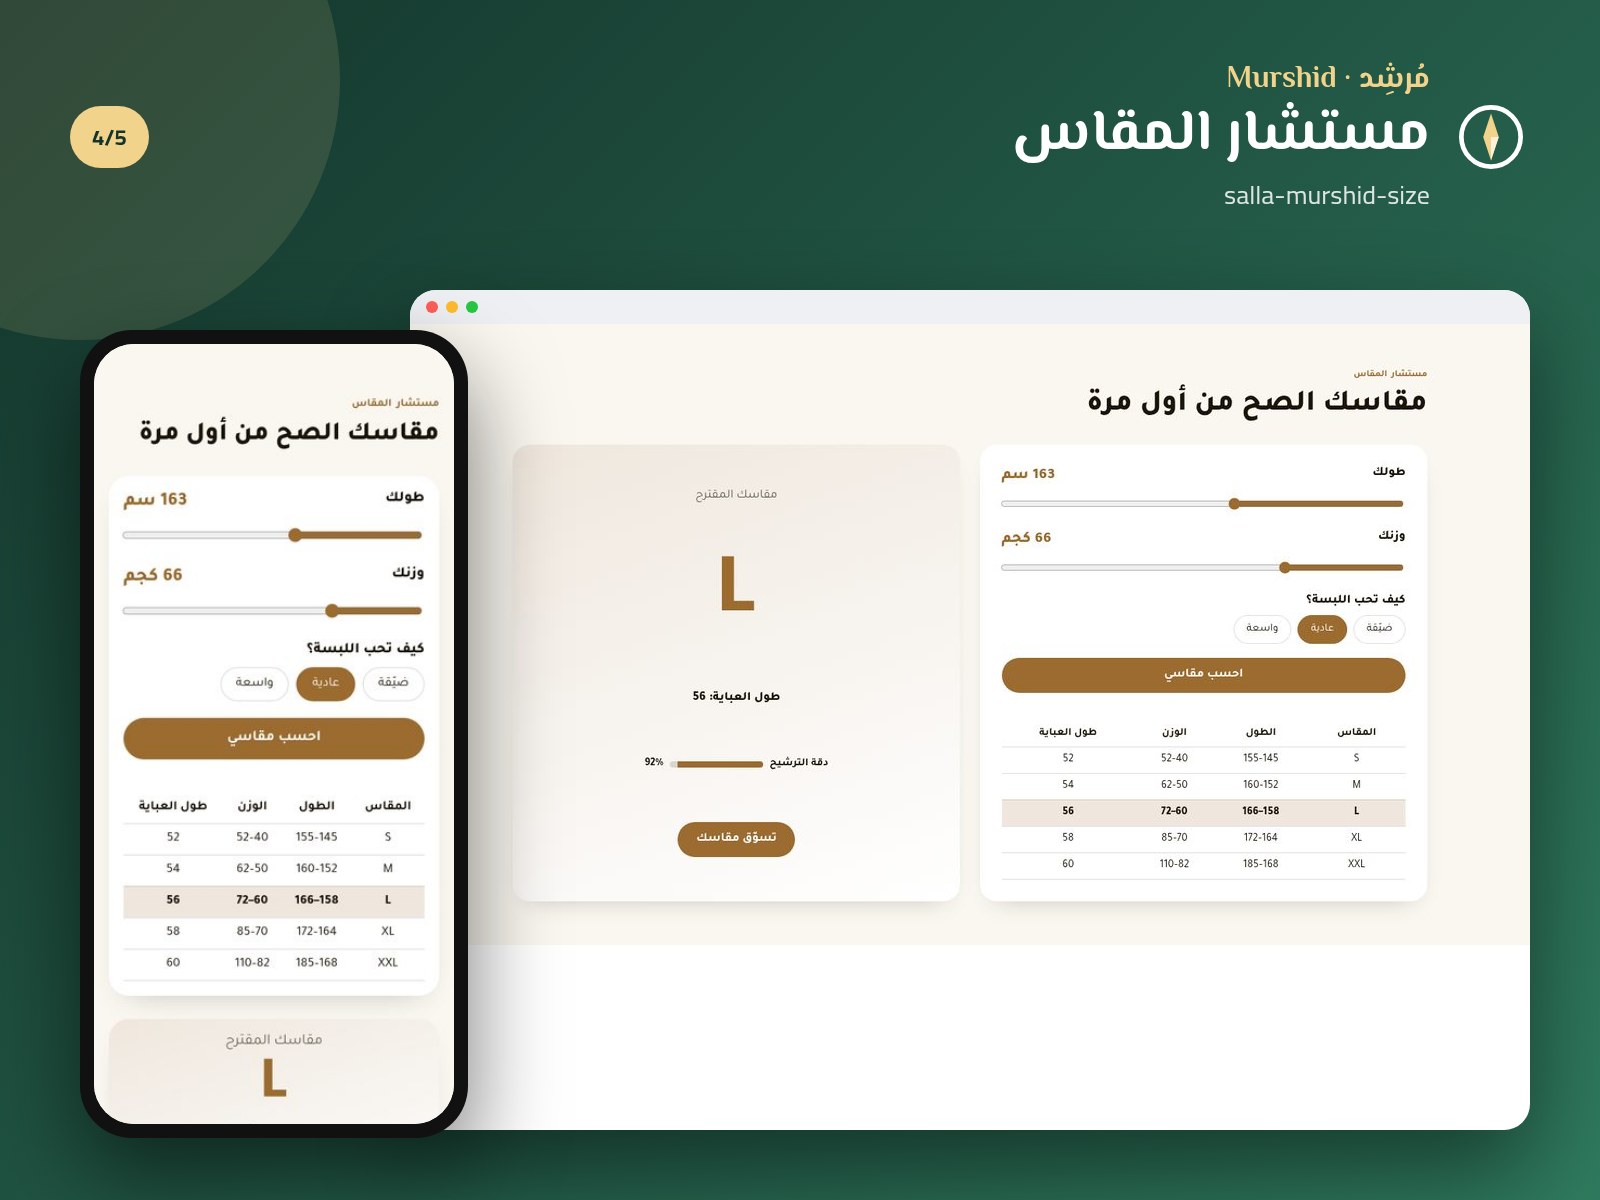 مُرشِد · Murshid
مستشار المقاس
salla-murshid-size
4/5
مستشار المقاس
مقاسك الصح من أول مرة
طولك 163 سم
وزنك 66 كجم
كيف تحب اللبسة؟
ضيّقة عادية واسعة
احسب مقاسي
المقاس الطول الوزن طول العباية
S 155-145 52-40 52
M 160-152 62-50 54
L 166–158 72–60 56
XL 172-164 85-70 58
XXL 185-168 110-82 60
مقاسك المقترح
L
طول العباية: 56
دقة الترشيح 92%
تسوّق مقاسك
مستشار المقاس
مقاسك الصح من أول مرة
طولك 163 سم
وزنك 66 كجم
كيف تحب اللبسة؟
ضيّقة عادية واسعة
احسب مقاسي
المقاس الطول الوزن طول العباية
S 155-145 52-40 52
M 160-152 62-50 54
L 166–158 72–60 56
XL 172-164 85-70 58
XXL 185-168 110-82 60
مقاسك المقترح
L